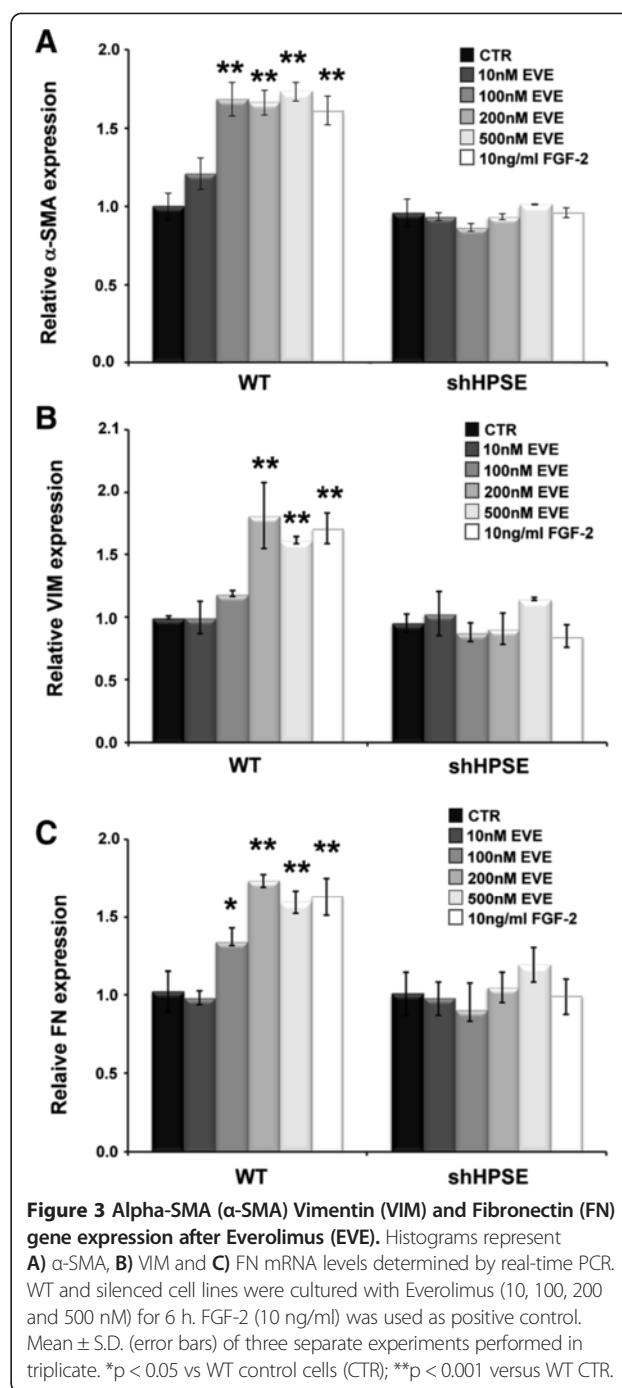 A
2.0
1.5
1.0
0.5
0.0
Relative α-SMA expression
** ** ** **
CTR
10nM EVE
100nM EVE
200nM EVE
500nM EVE
10ng/ml FGF-2
WT
shHPSE
B
2.1
2.0
1.5
1.0
0.5
0.0
Relative VIM expression
** ** **
CTR
10nM EVE
100nM EVE
200nM EVE
500nM EVE
10ng/ml FGF-2
WT
shHPSE
C
2.0
1.5
1.0
0.5
0.0
Relaive FN expression
* ** ** **
CTR
10nM EVE
100nM EVE
200nM EVE
500nM EVE
10ng/ml FGF-2
WT
shHPSE
Figure 3 Alpha-SMA (α-SMA) Vimentin (VIM) and Fibronectin (FN)
gene expression after Everolimus (EVE). Histograms represent
A) α-SMA, B) VIM and C) FN mRNA levels determined by real-time PCR.
WT and silenced cell lines were cultured with Everolimus (10, 100, 200
and 500 nM) for 6 h. FGF-2 (10 ng/ml) was used as positive control.
Mean ± S.D. (error bars) of three separate experiments performed in
triplicate. *p < 0.05 vs WT control cells (CTR); **p < 0.001 versus WT CTR.